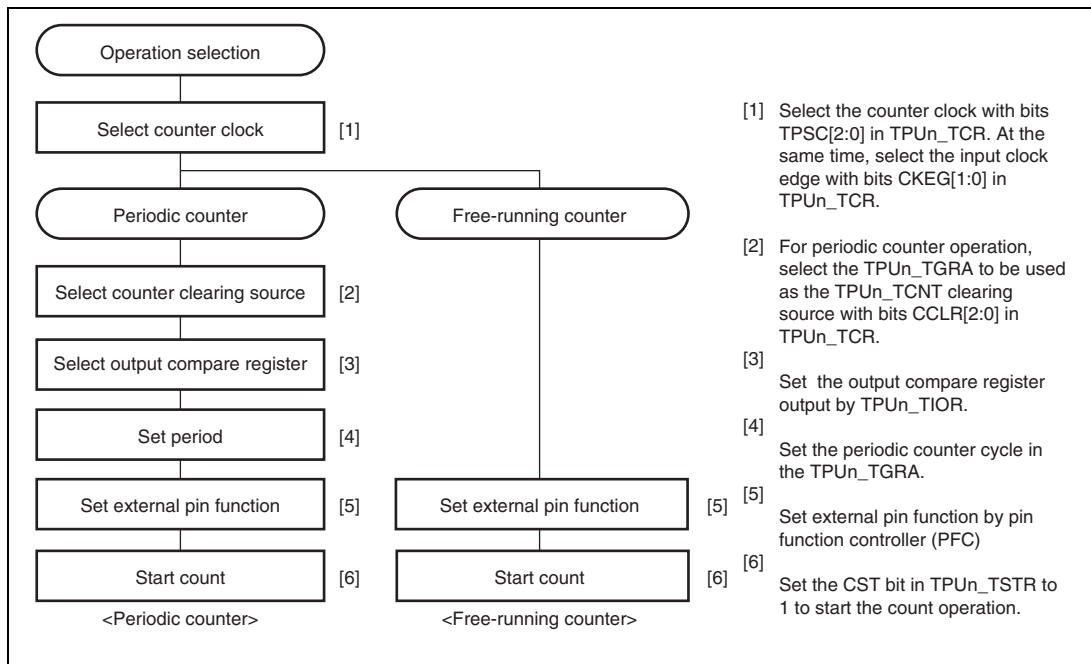 Operation selection
Select counter clock [1]
Periodic counter
Free-running counter
Select counter clearing source [2]
Select output compare register [3]
Set period [4]
Set external pin function [5]
Set external pin function [5]
Start count [6]
Start count [6]
<Periodic counter>
<Free-running counter>
[1] Select the counter clock with bits
TPSC[2:0] in TPUn_TCR. At the
same time, select the input clock
edge with bits CKEG[1:0] in
TPUn_TCR.
[2] For periodic counter operation,
select the TPUn_TGRA to be used
as the TPUn_TCNT clearing
source with bits CCLR[2:0] in
TPUn_TCR.
[3]
Set the output compare register
output by TPUn_TIOR.
[4]
Set the periodic counter cycle in
the TPUn_TGRA.
[5]
Set external pin function by pin
function controller (PFC)
[6]
Set the CST bit in TPUn_TSTR to
1 to start the count operation.